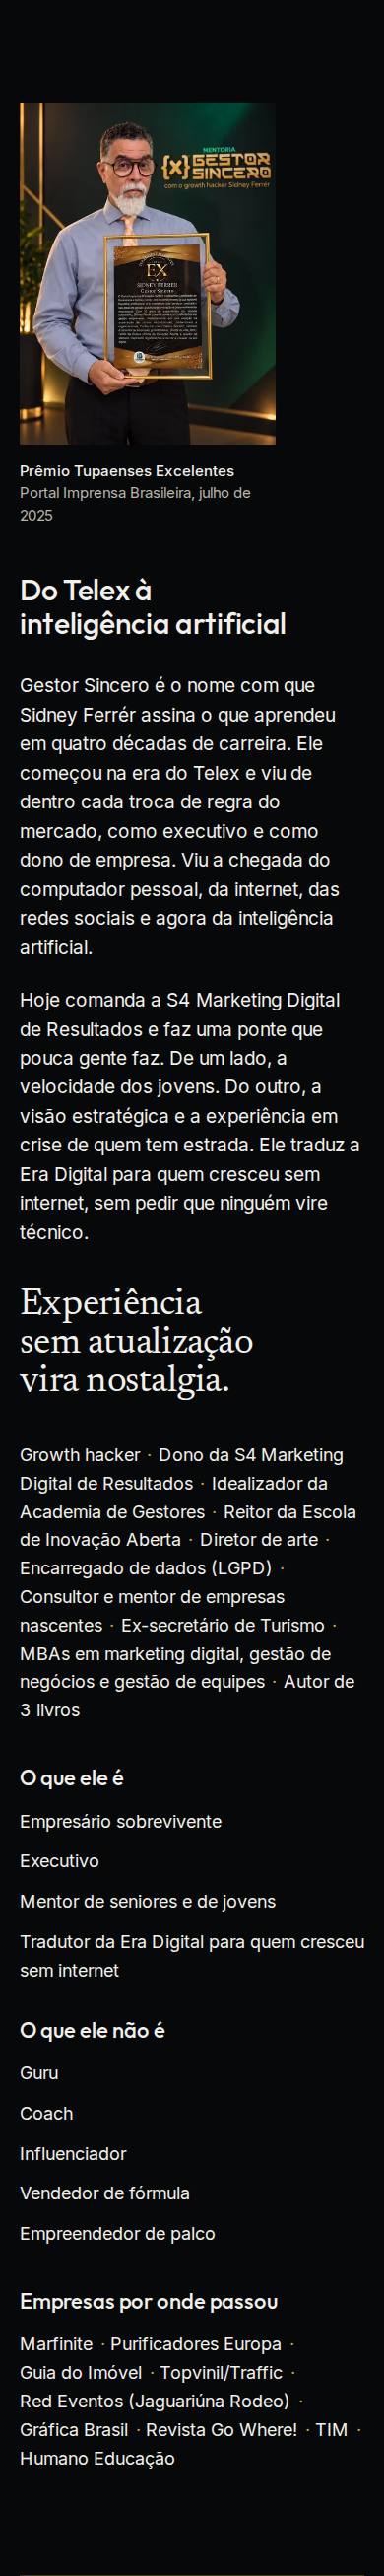 MENTORIA
{x} GESTOR
SINCERO
com o growth hacker Sidney Ferrér
EX
SIDNEY FERRER
Prêmio Tupaenses Excelentes
Portal Imprensa Brasileira, julho de
2025
Do Telex à
inteligência artificial
Gestor Sincero é o nome com que
Sidney Ferrér assina o que aprendeu
em quatro décadas de carreira. Ele
começou na era do Telex e viu de
dentro cada troca de regra do
mercado, como executivo e como
dono de empresa. Viu a chegada do
computador pessoal, da internet, das
redes sociais e agora da inteligência
artificial.
Hoje comanda a S4 Marketing Digital
de Resultados e faz uma ponte que
pouca gente faz. De um lado, a
velocidade dos jovens. Do outro, a
visão estratégica e a experiência em
crise de quem tem estrada. Ele traduz a
Era Digital para quem cresceu sem
internet, sem pedir que ninguém vire
técnico.
Experiência
sem atualização
vira nostalgia.
Growth hacker · Dono da S4 Marketing
Digital de Resultados · Idealizador da
Academia de Gestores · Reitor da Escola
de Inovação Aberta · Diretor de arte ·
Encarregado de dados (LGPD) ·
Consultor e mentor de empresas
nascentes · Ex-secretário de Turismo ·
MBAs em marketing digital, gestão de
negócios e gestão de equipes · Autor de
3 livros
O que ele é
Empresário sobrevivente
Executivo
Mentor de seniores e de jovens
Tradutor da Era Digital para quem cresceu
sem internet
O que ele não é
Guru
Coach
Influenciador
Vendedor de fórmula
Empreendedor de palco
Empresas por onde passou
Marfinite · Purificadores Europa ·
Guia do Imóvel · Topvinil/Traffic ·
Red Eventos (Jaguariúna Rodeo) ·
Gráfica Brasil · Revista Go Where! · TIM ·
Humano Educação